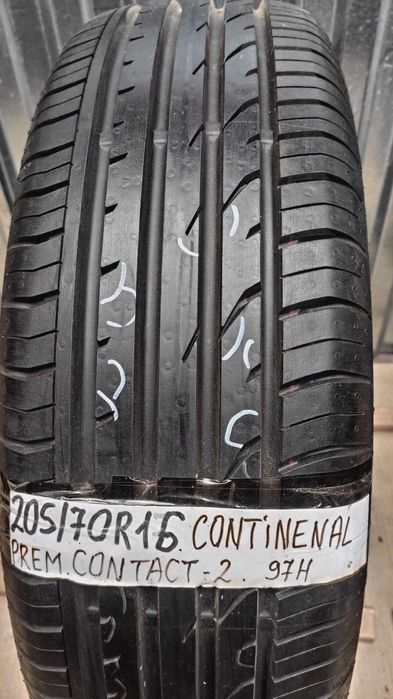 205/70R16. CONTINENAL
PREM. CONTACT-2. 97H